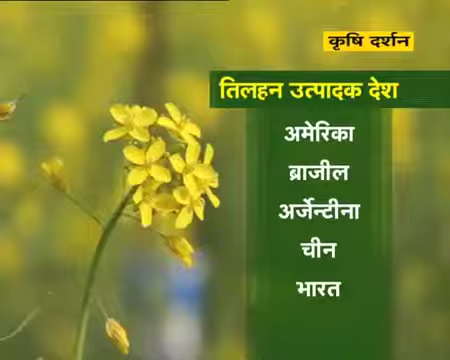 कृषि दर्शन
तिलहन उत्पादक देश
अमेरिका
ब्राजील
अर्जेन्टीना
चीन
भारत